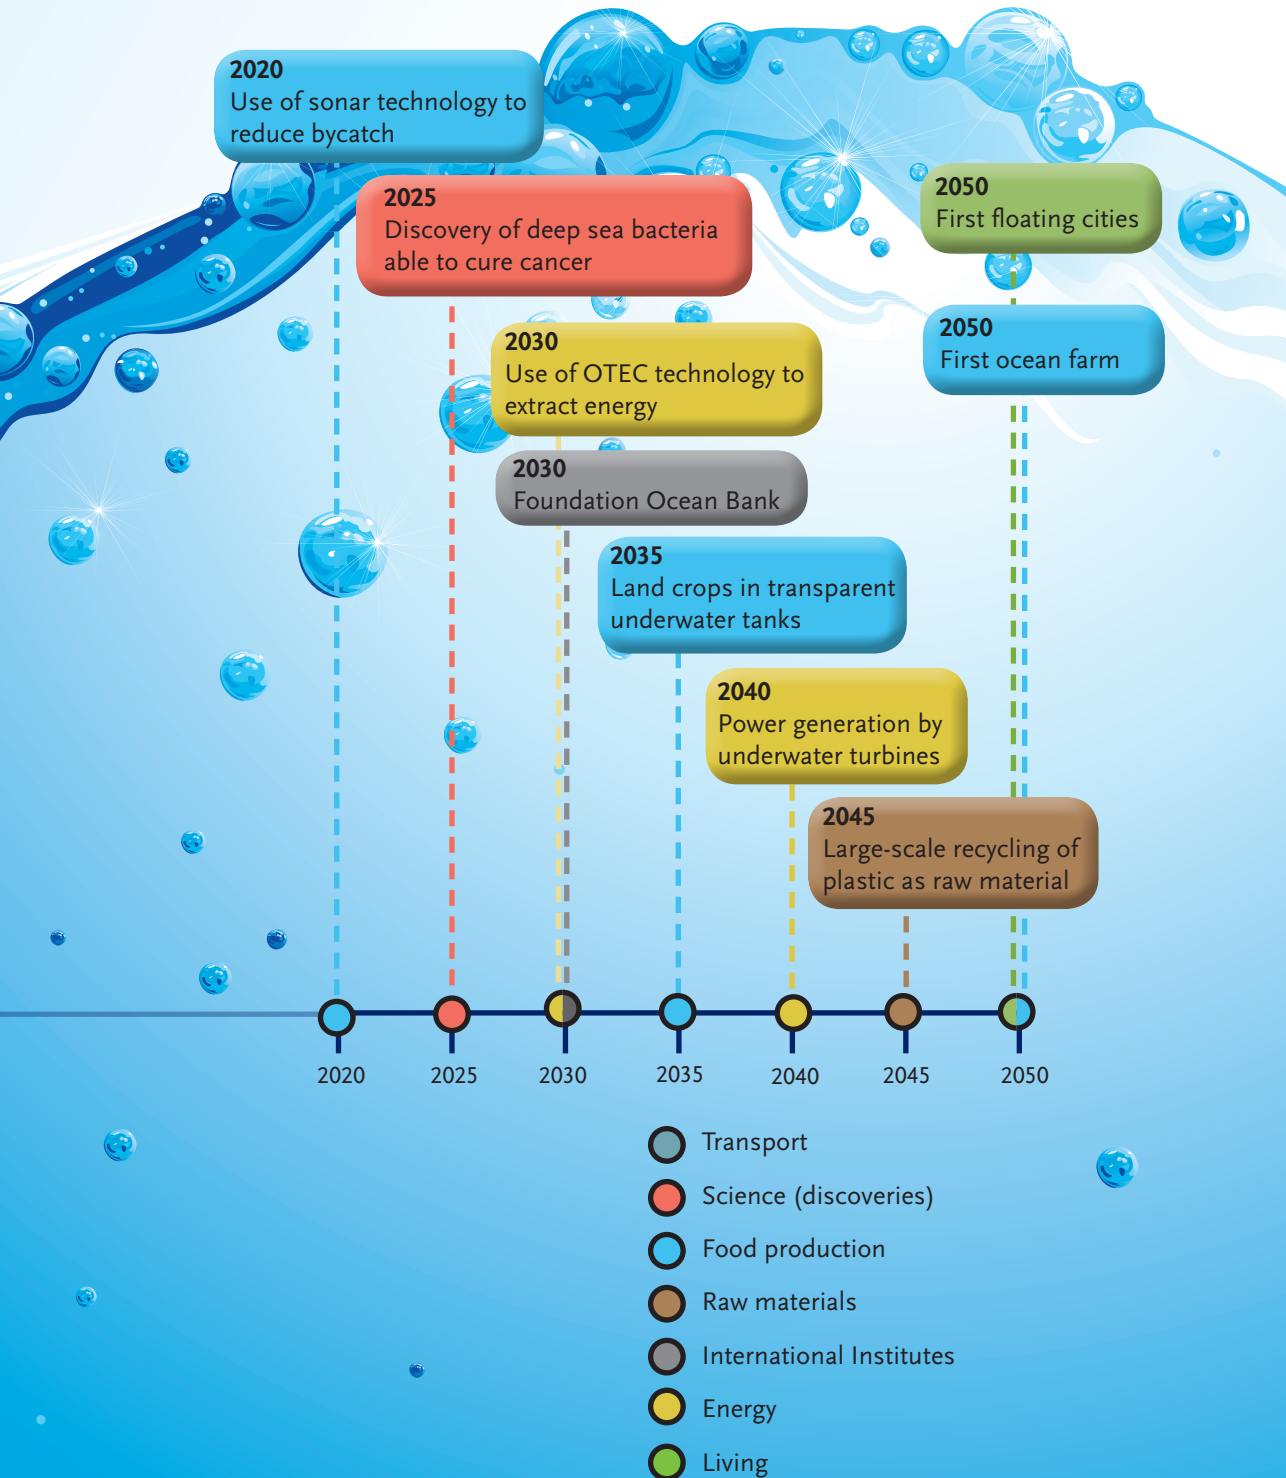 2020
Use of sonar technology to
reduce bycatch
2025
Discovery of deep sea bacteria
able to cure cancer
2050
First floating cities
2030
Use of OTEC technology to
extract energy
2050
First ocean farm
2030
Foundation Ocean Bank
2035
Land crops in transparent
underwater tanks
2040
Power generation by
underwater turbines
2045
Large-scale recycling of
plastic as raw material
2020 2025 2030 2035 2040 2045 2050
Transport
Science (discoveries)
Food production
Raw materials
International Institutes
Energy
Living